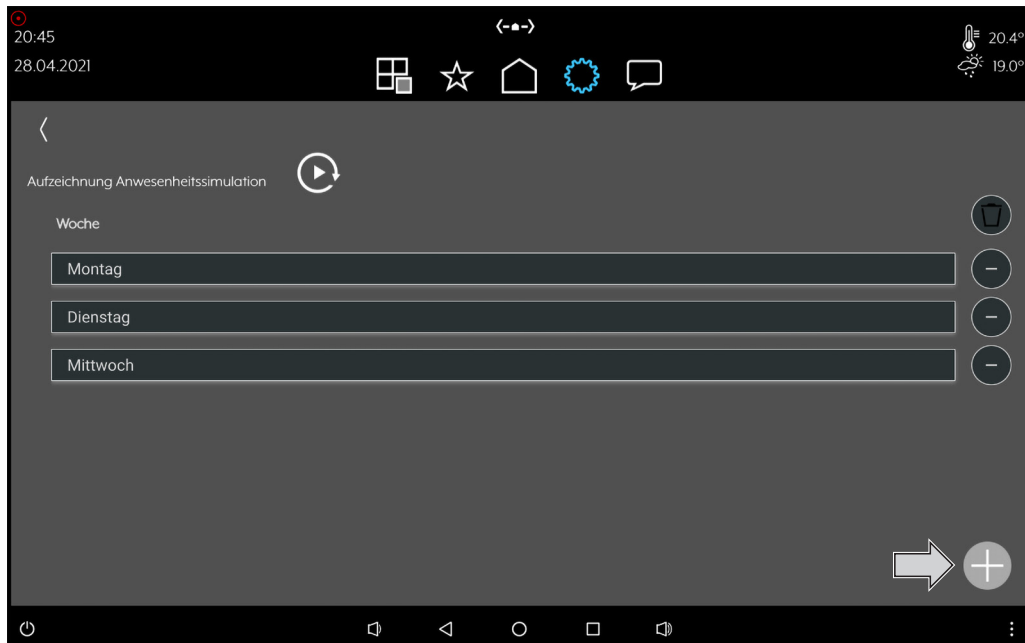 20:45
28.04.2021
20.4°
19.0°
Aufzeichnung Anwesenheitssimulation
Woche
Montag
Dienstag
Mittwoch